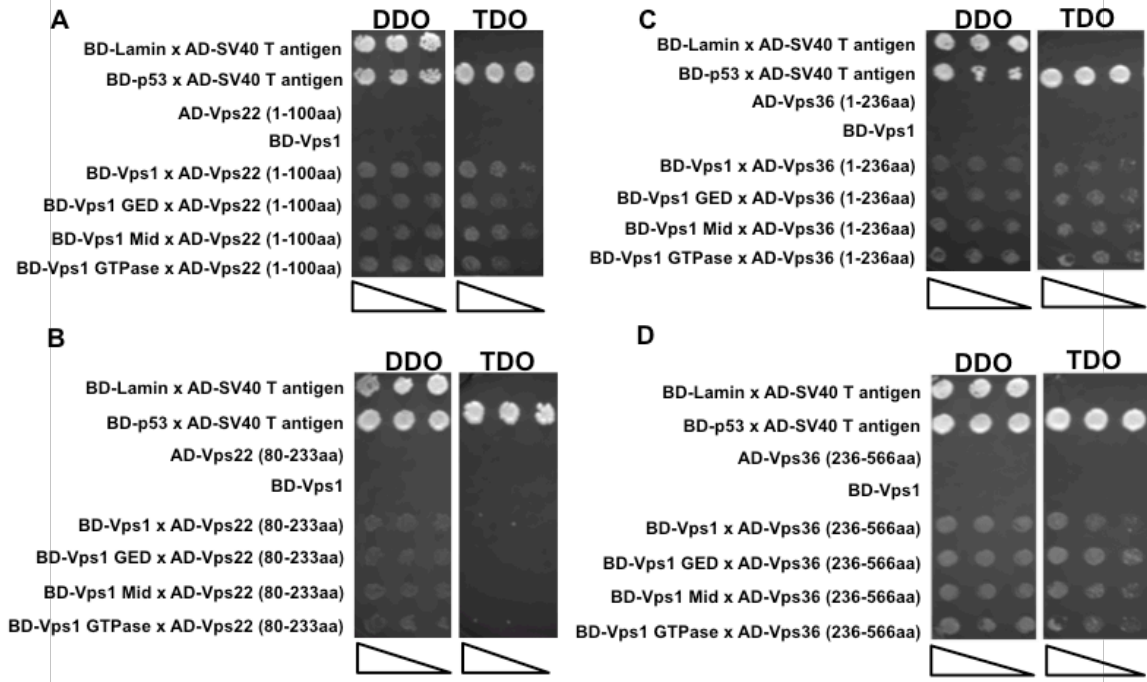 A
DDO TDO
BD-Lamin x AD-SV40 T antigen
BD-p53 x AD-SV40 T antigen
AD-Vps22 (1-100aa)
BD-Vps1
BD-Vps1 x AD-Vps22 (1-100aa)
BD-Vps1 GED x AD-Vps22 (1-100aa)
BD-Vps1 Mid x AD-Vps22 (1-100aa)
BD-Vps1 GTPase x AD-Vps22 (1-100aa)
B
DDO TDO
BD-Lamin x AD-SV40 T antigen
BD-p53 x AD-SV40 T antigen
AD-Vps22 (80-233aa)
BD-Vps1
BD-Vps1 x AD-Vps22 (80-233aa)
BD-Vps1 GED x AD-Vps22 (80-233aa)
BD-Vps1 Mid x AD-Vps22 (80-233aa)
BD-Vps1 GTPase x AD-Vps22 (80-233aa)
C
DDO TDO
BD-Lamin x AD-SV40 T antigen
BD-p53 x AD-SV40 T antigen
AD-Vps36 (1-236aa)
BD-Vps1
BD-Vps1 x AD-Vps36 (1-236aa)
BD-Vps1 GED x AD-Vps36 (1-236aa)
BD-Vps1 Mid x AD-Vps36 (1-236aa)
BD-Vps1 GTPase x AD-Vps36 (1-236aa)
D
DDO TDO
BD-Lamin x AD-SV40 T antigen
BD-p53 x AD-SV40 T antigen
AD-Vps36 (236-566aa)
BD-Vps1
BD-Vps1 x AD-Vps36 (236-566aa)
BD-Vps1 GED x AD-Vps36 (236-566aa)
BD-Vps1 Mid x AD-Vps36 (236-566aa)
BD-Vps1 GTPase x AD-Vps36 (236-566aa)